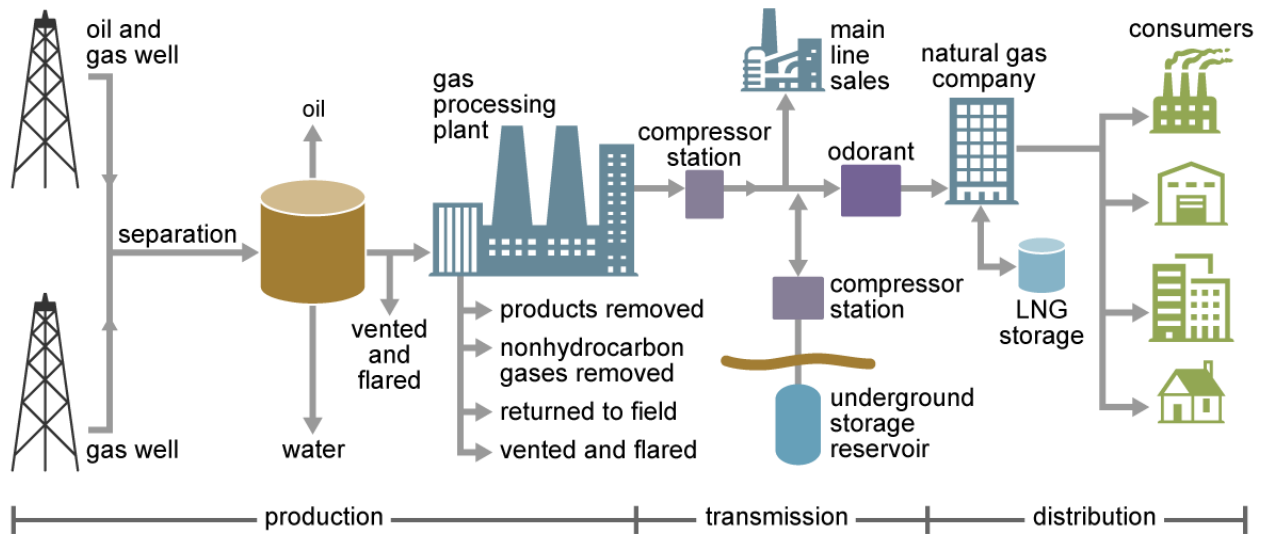 oil and
gas well
oil
separation
water
gas well
vented
and
flared
gas
processing
plant
products removed
nonhydrocarbon
gases removed
returned to field
vented and flared
compressor
station
main
line
sales
odorant
compressor
station
underground
storage
reservoir
natural gas
company
LNG
storage
consumers
production
transmission
distribution